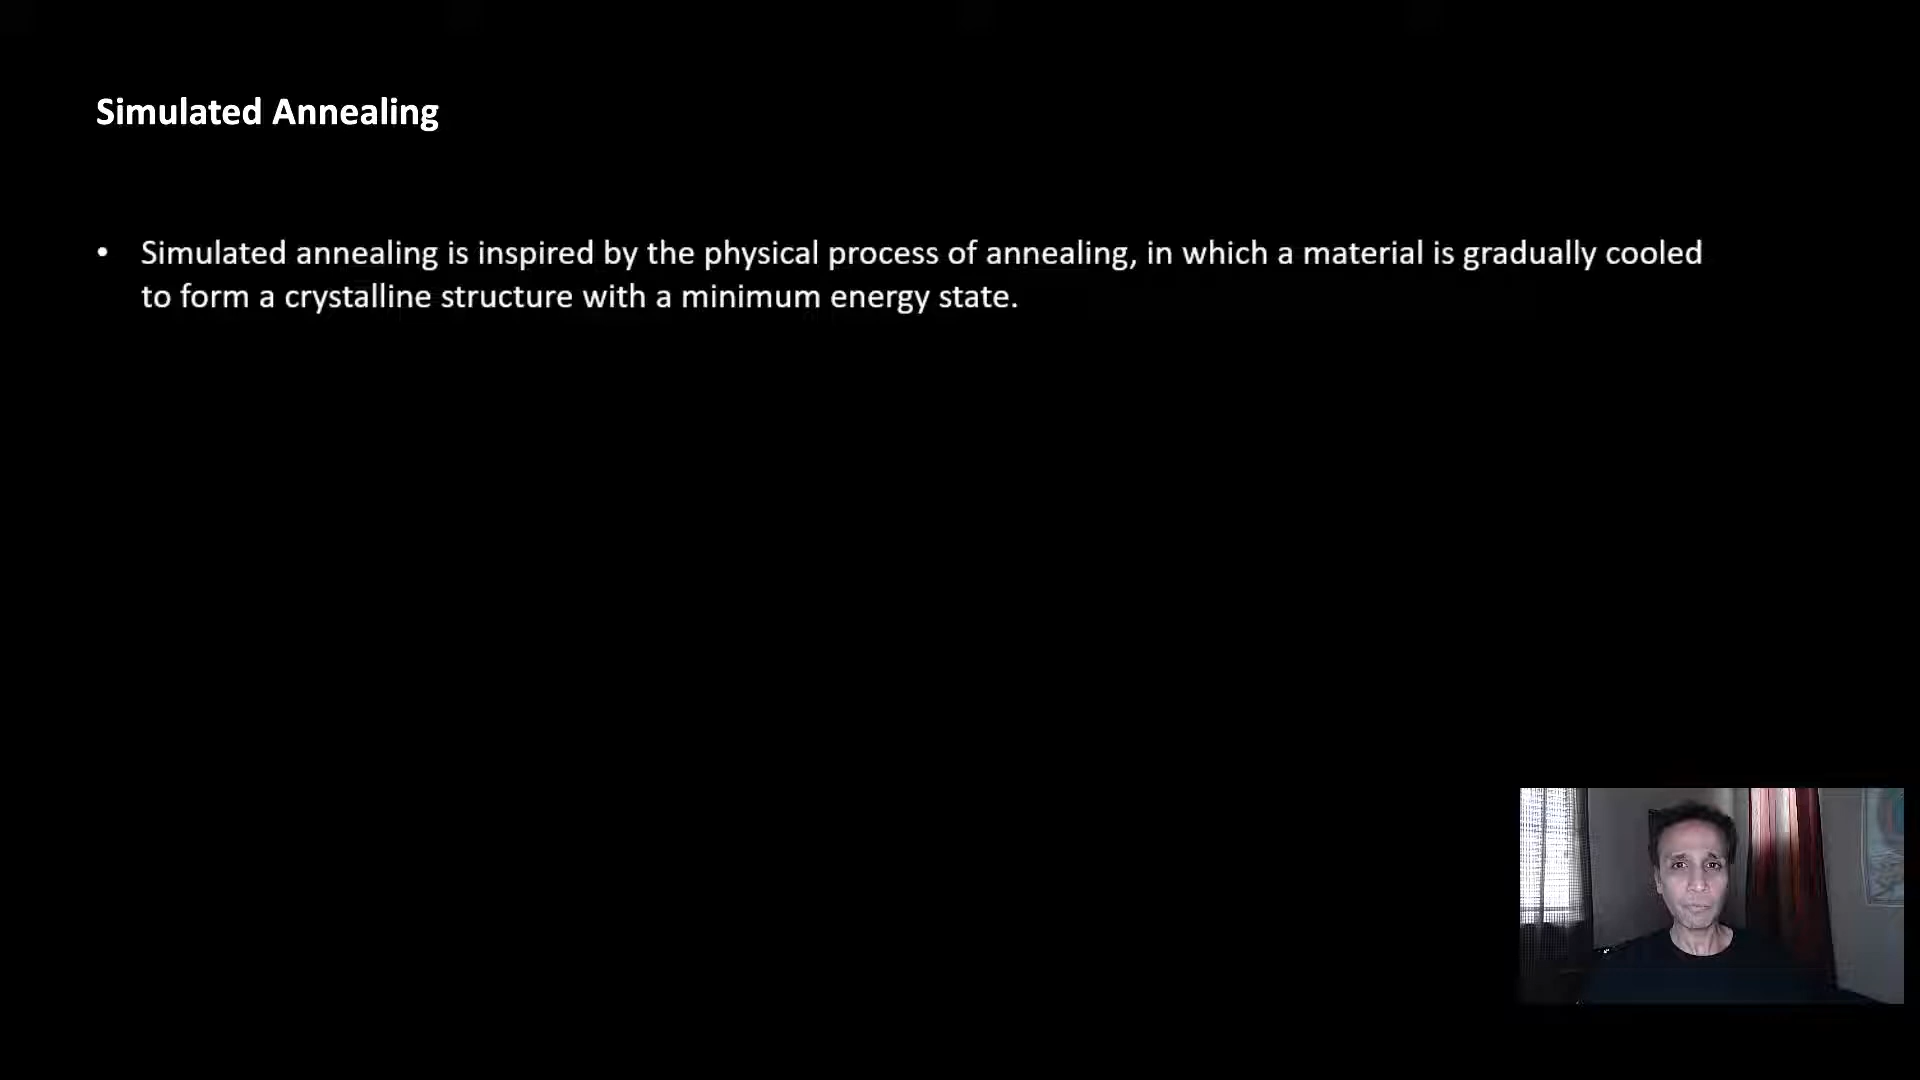 Simulated Annealing
• Simulated annealing is inspired by the physical process of annealing, in which a material is gradually cooled
to form a crystalline structure with a minimum energy state.